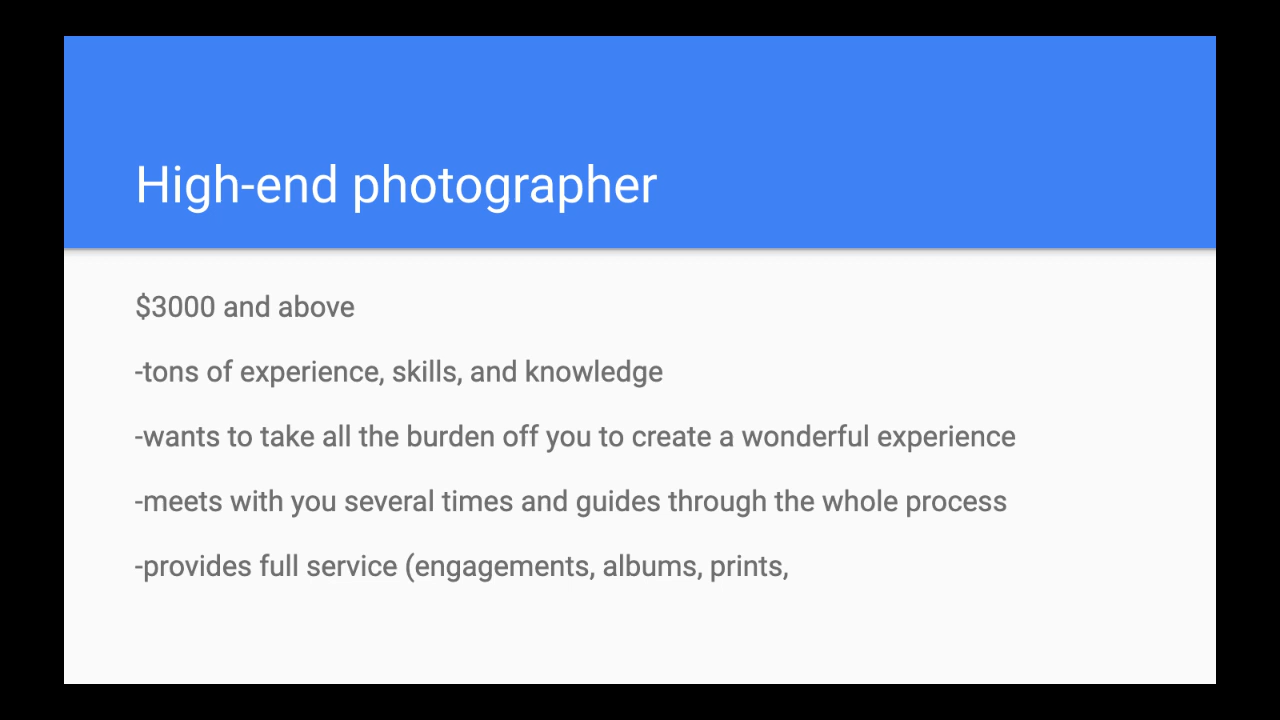 High-end photographer
$3000 and above
-tons of experience, skills, and knowledge
-wants to take all the burden off you to create a wonderful experience
-meets with you several times and guides through the whole process
-provides full service (engagements, albums, prints,